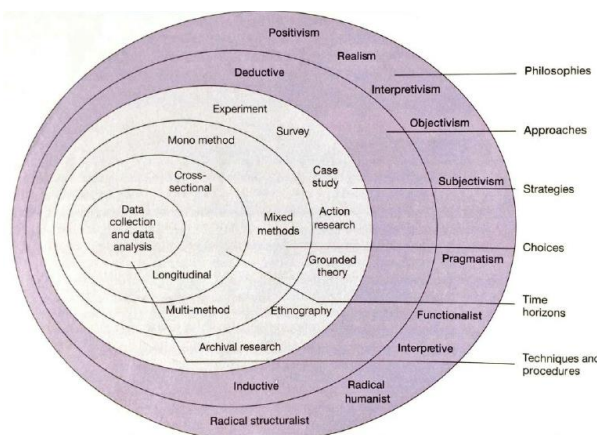 Positivism
Realism
Interpretivism
Objectivism
Subjectivism
Pragmatism
Functionalist
Interpretive
Radical
humanist
Radical structuralist
Deductive
Inductive
Experiment
Survey
Case
study
Action
research
Grounded
theory
Ethnography
Archival research
Mono method
Mixed
methods
Multi-method
Cross-
sectional
Longitudinal
Data
collection
and data
analysis
Philosophies
Approaches
Strategies
Choices
Time
horizons
Techniques and
procedures